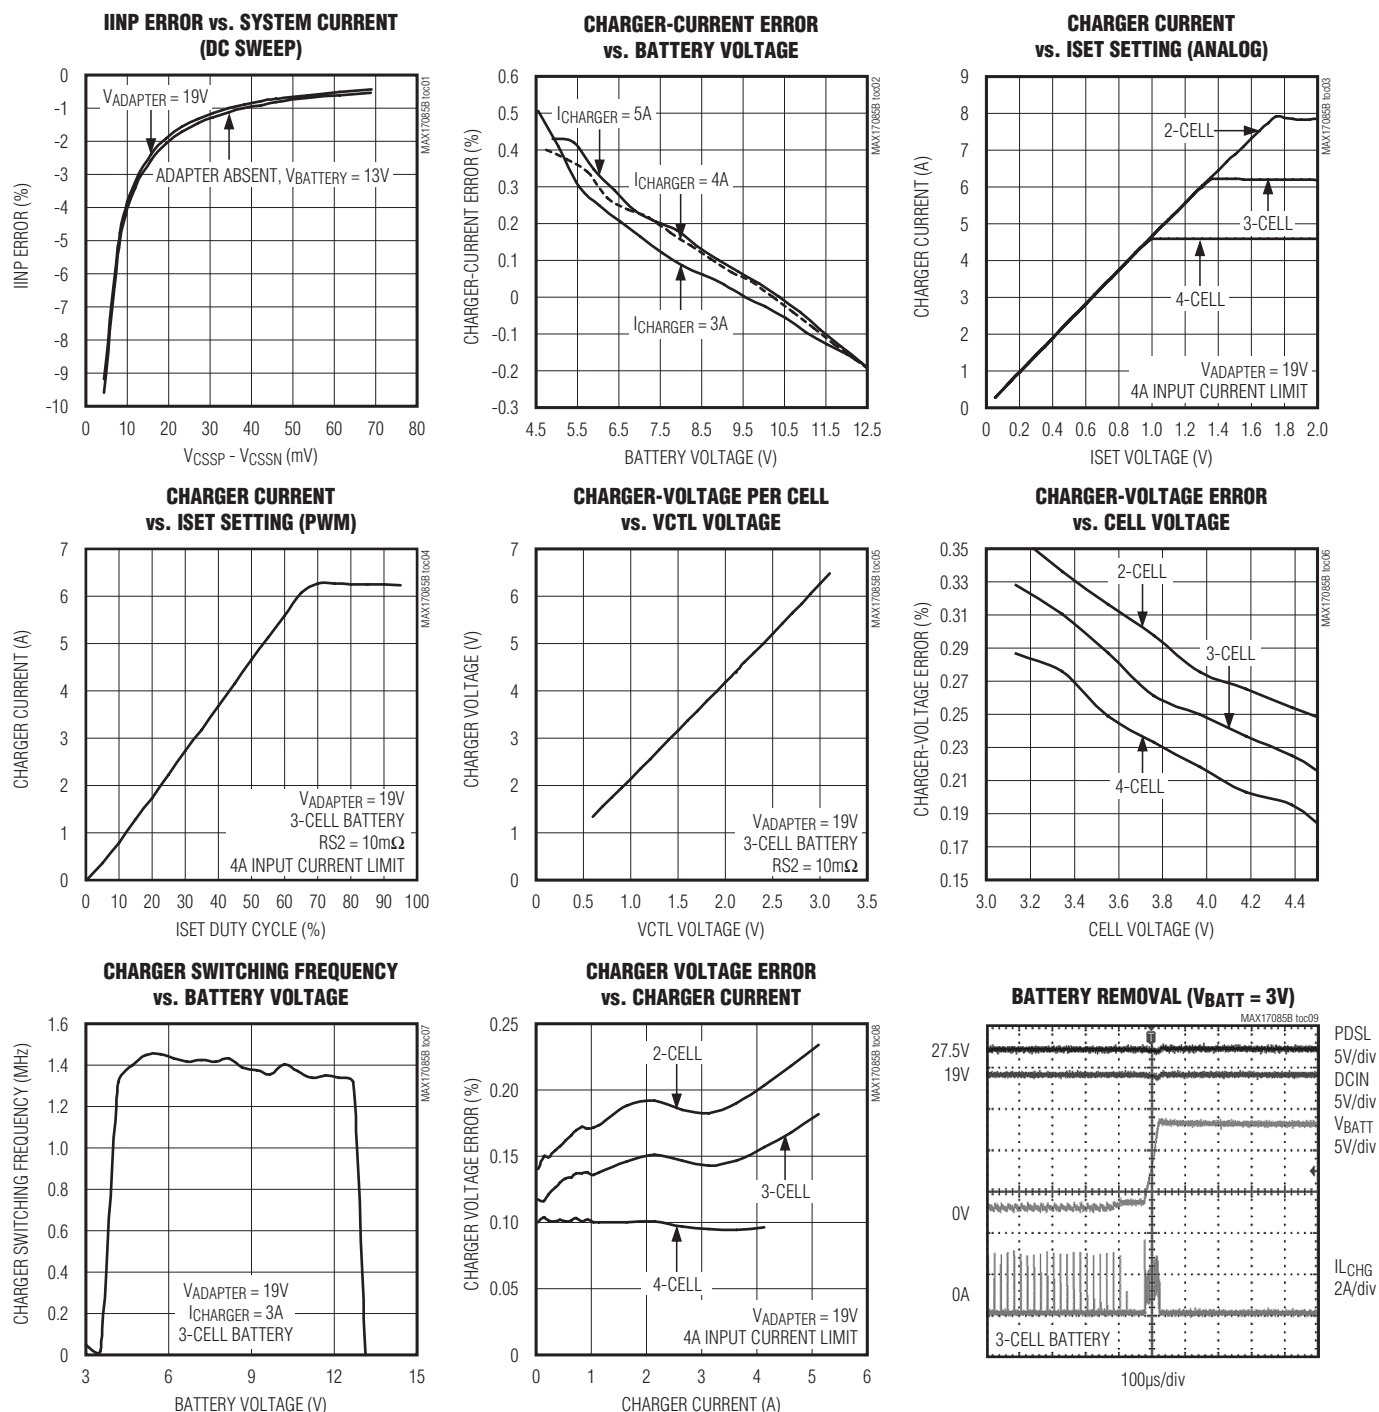 IINP ERROR vs. SYSTEM CURRENT
(DC SWEEP)
MAX17085B toc01
IINP ERROR (%)
0
-1
-2
-3
-4
-5
-6
-7
-8
-9
-10
VADAPTER = 19V
ADAPTER ABSENT, VBATTERY = 13V
0 10 20 30 40 50 60 70 80
VCSSP - VCSSN (mV)
CHARGER-CURRENT ERROR
vs. BATTERY VOLTAGE
MAX17085B toc02
CHARGER-CURRENT ERROR (%)
0.6
0.5
0.4
0.3
0.2
0.1
0
-0.1
-0.2
-0.3
ICHARGER = 5A
ICHARGER = 4A
ICHARGER = 3A
4.5 5.5 6.5 7.5 8.5 9.5 10.5 11.5 12.5
BATTERY VOLTAGE (V)
CHARGER CURRENT
vs. ISET SETTING (ANALOG)
MAX17085B toc03
CHARGER CURRENT (A)
9
8
7
6
5
4
3
2
1
0
2-CELL
3-CELL
4-CELL
VADAPTER = 19V
4A INPUT CURRENT LIMIT
0 0.2 0.4 0.6 0.8 1.0 1.2 1.4 1.6 1.8 2.0
ISET VOLTAGE (V)
CHARGER CURRENT
vs. ISET SETTING (PWM)
MAX17085B toc04
CHARGER CURRENT (A)
7
6
5
4
3
2
1
0
VADAPTER = 19V
3-CELL BATTERY
RS2 = 10mΩ
4A INPUT CURRENT LIMIT
0 10 20 30 40 50 60 70 80 90 100
ISET DUTY CYCLE (%)
CHARGER-VOLTAGE PER CELL
vs. VCTL VOLTAGE
MAX17085B toc05
CHARGER VOLTAGE (V)
7
6
5
4
3
2
1
0
VADAPTER = 19V
3-CELL BATTERY
RS2 = 10mΩ
0 0.5 1.0 1.5 2.0 2.5 3.0 3.5
VCTL VOLTAGE (V)
CHARGER-VOLTAGE ERROR
vs. CELL VOLTAGE
MAX17085B toc06
CHARGER-VOLTAGE ERROR (%)
0.35
0.33
0.31
0.29
0.27
0.25
0.23
0.21
0.19
0.17
0.15
2-CELL
3-CELL
4-CELL
3.0 3.2 3.4 3.6 3.8 4.0 4.2 4.4
CELL VOLTAGE (V)
CHARGER SWITCHING FREQUENCY
vs. BATTERY VOLTAGE
MAX17085B toc07
CHARGER SWITCHING FREQUENCY (MHz)
1.6
1.4
1.2
1.0
0.8
0.6
0.4
0.2
0
VADAPTER = 19V
ICHARGER = 3A
3-CELL BATTERY
3 6 9 12 15
BATTERY VOLTAGE (V)
CHARGER VOLTAGE ERROR
vs. CHARGER CURRENT
MAX17085B toc08
CHARGER VOLTAGE ERROR (%)
0.25
0.20
0.15
0.10
0.05
0
2-CELL
3-CELL
4-CELL
VADAPTER = 19V
4A INPUT CURRENT LIMIT
0 1 2 3 4 5 6
CHARGER CURRENT (A)
BATTERY REMOVAL (VBATT = 3V)
MAX17085B toc09
27.5V
19V
0V
0A
PDSL
5V/div
DCIN
5V/div
VBATT
5V/div
ILCHG
2A/div
3-CELL BATTERY
100µs/div